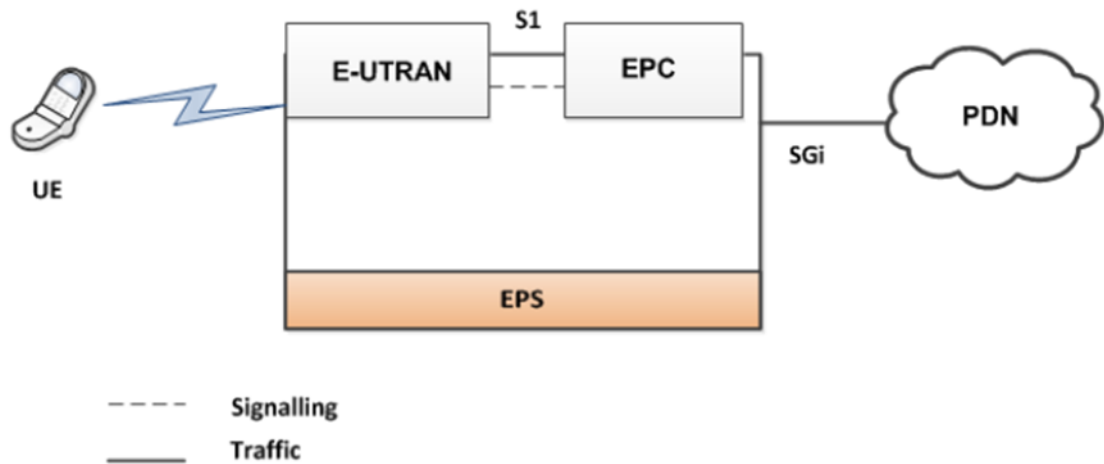 S1
E-UTRAN
EPC
PDN
SGi
UE
EPS
Signalling
Traffic